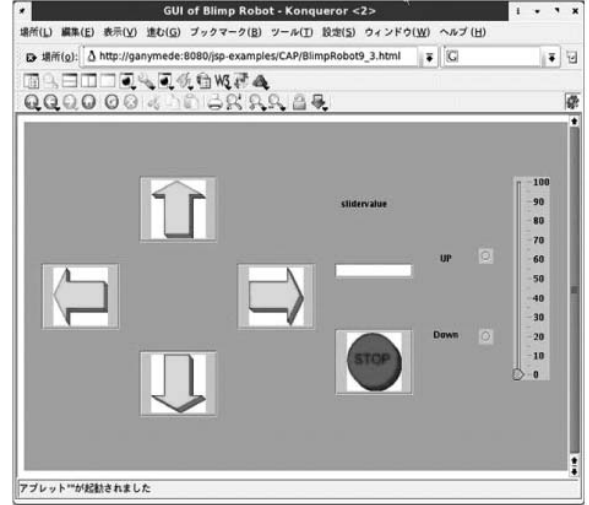 GUI of Blimp Robot - Konqueror <2>
場所(L) 編集(E) 表示(V) 進む(G) ブックマーク(B) ツール(T) 設定(S) ウィンドウ(W) ヘルプ(H)
場所(o): http://ganymede:8080/jsp-examples/CAP/BlimpRobot9_3.html
slidervalue
UP
Down
STOP
100
90
80
70
60
50
40
30
20
10
0
アプレット""が起動されました